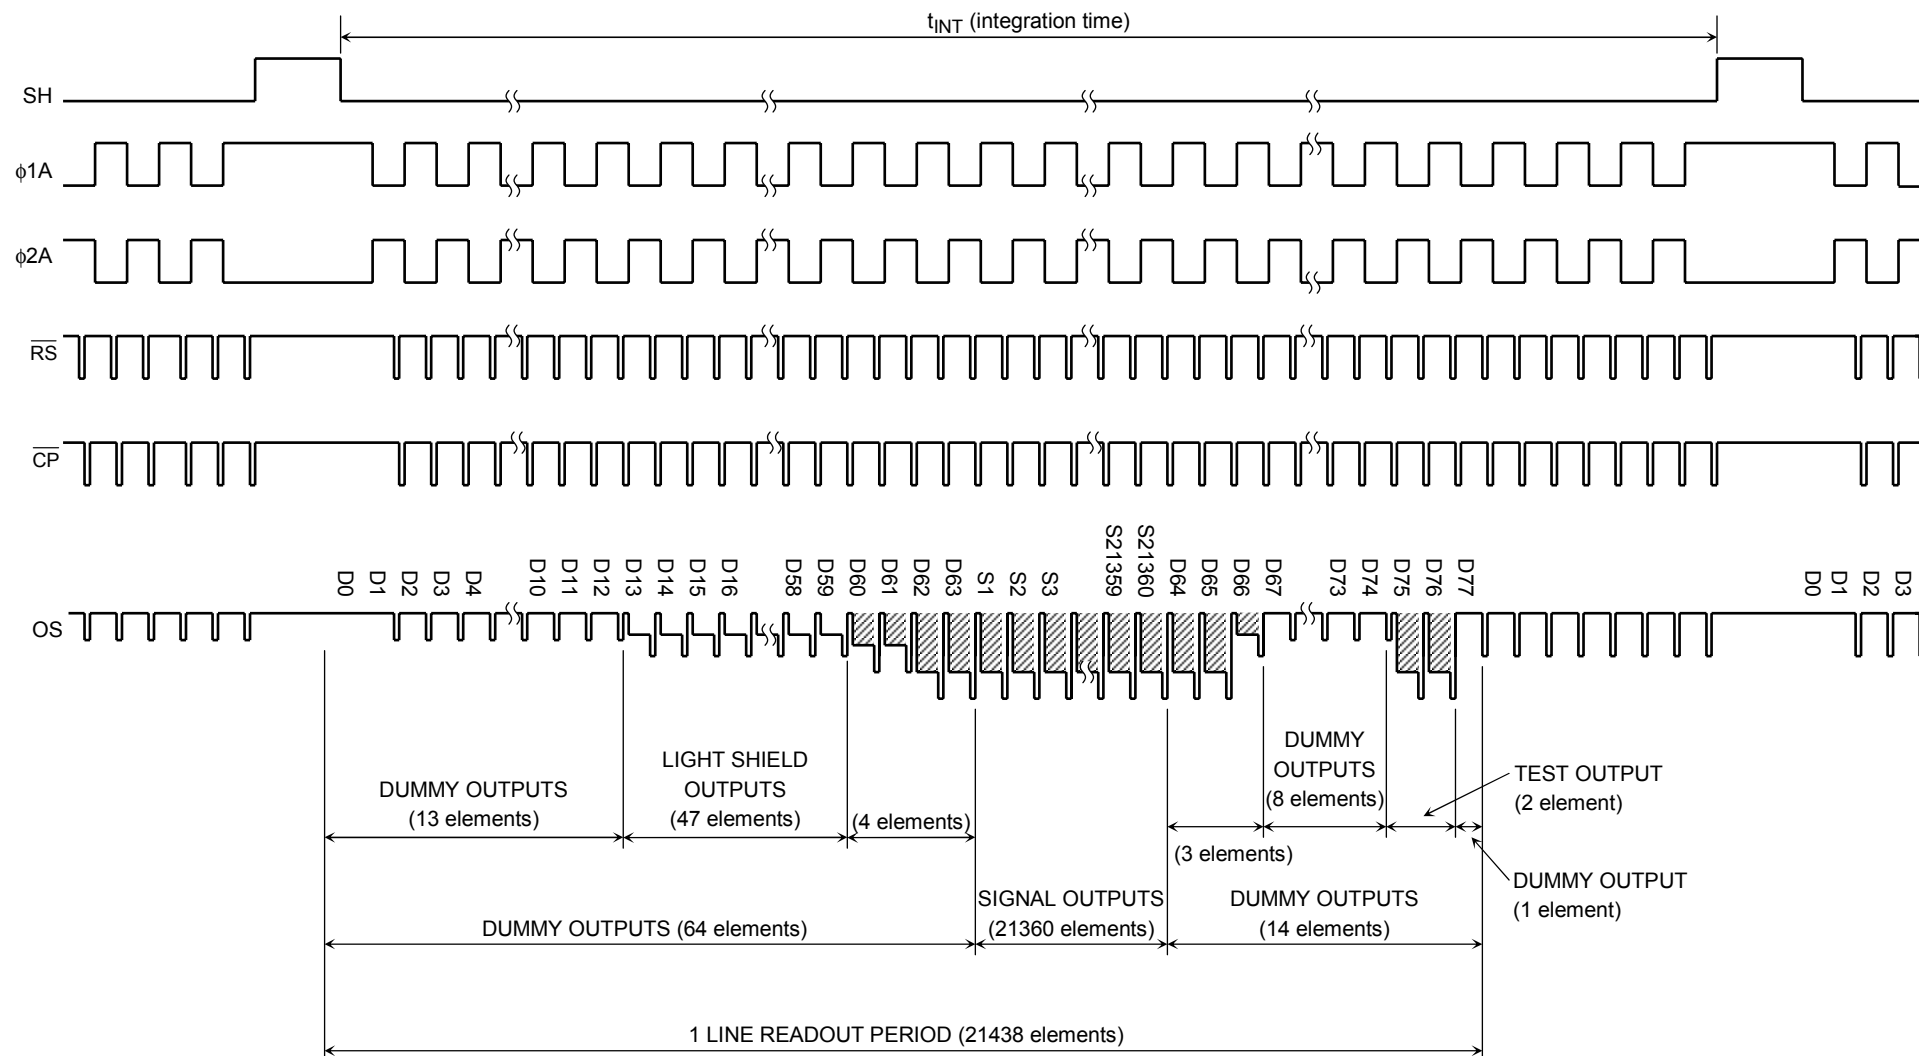 tINT (integration time)
SH
ϕ1A
ϕ2A
RS
CP
D0 D1 D2 D3 D4 D10 D11 D12 D13 D14 D15 D16 D58 D59 D60 D61 D62 D63 S1 S2 S3 S21359 S21360 D64 D65 D66 D67 D73 D74 D75 D76 D77 D0 D1 D2 D3
OS
DUMMY OUTPUTS
(13 elements)
LIGHT SHIELD
OUTPUTS
(47 elements)
(4 elements)
(3 elements)
DUMMY
OUTPUTS
(8 elements)
TEST OUTPUT
(2 element)
DUMMY OUTPUT
(1 element)
DUMMY OUTPUTS (64 elements)
SIGNAL OUTPUTS
(21360 elements)
DUMMY OUTPUTS
(14 elements)
1 LINE READOUT PERIOD (21438 elements)